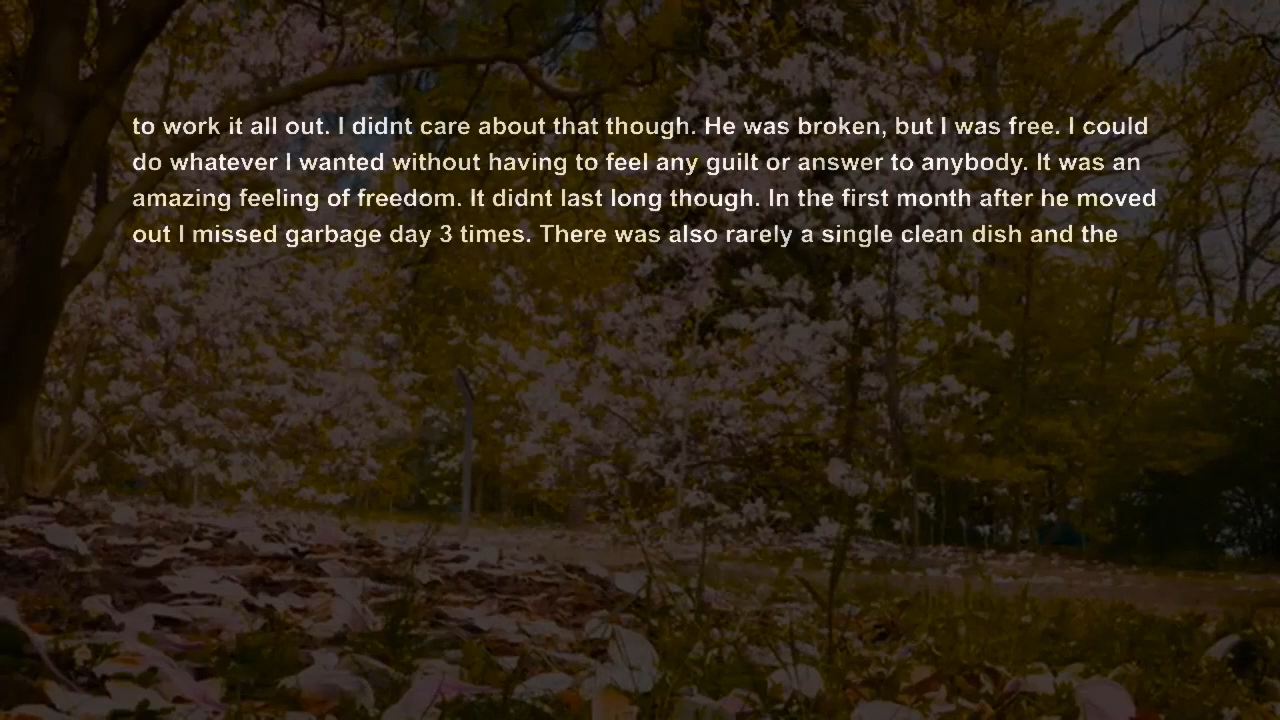 to work it all out. I didnt care about that though. He was broken, but I was free. I could
do whatever I wanted without having to feel any guilt or answer to anybody. It was an
amazing feeling of freedom. It didnt last long though. In the first month after he moved
out I missed garbage day 3 times. There was also rarely a single clean dish and the